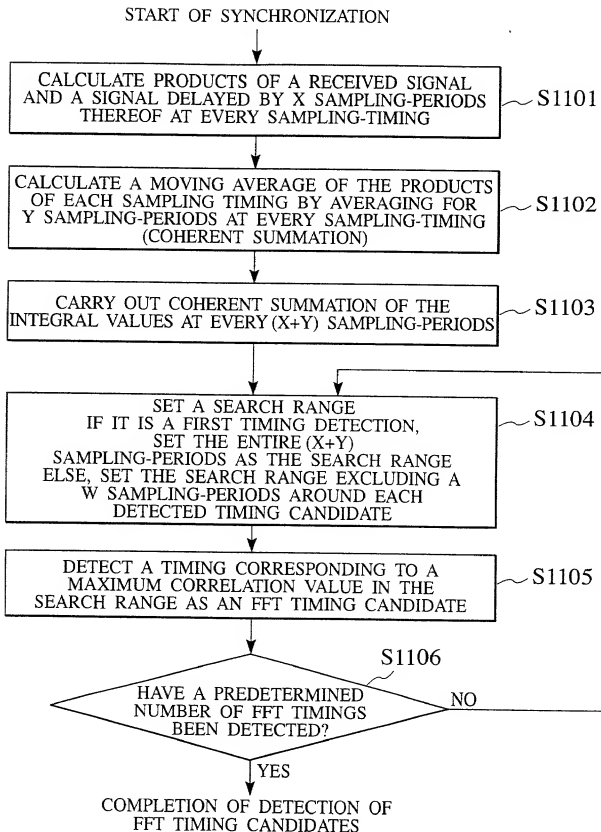 START OF SYNCHRONIZATION
CALCULATE PRODUCTS OF A RECEIVED SIGNAL
AND A SIGNAL DELAYED BY X SAMPLING-PERIODS
THEREOF AT EVERY SAMPLING-TIMING
S1101
CALCULATE A MOVING AVERAGE OF THE PRODUCTS
OF EACH SAMPLING TIMING BY AVERAGING FOR
Y SAMPLING-PERIODS AT EVERY SAMPLING-TIMING
(COHERENT SUMMATION)
S1102
CARRY OUT COHERENT SUMMATION OF THE
INTEGRAL VALUES AT EVERY (X+Y) SAMPLING-PERIODS
S1103
SET A SEARCH RANGE
IF IT IS A FIRST TIMING DETECTION,
SET THE ENTIRE (X+Y)
SAMPLING-PERIODS AS THE SEARCH RANGE
ELSE, SET THE SEARCH RANGE EXCLUDING A
W SAMPLING-PERIODS AROUND EACH
DETECTED TIMING CANDIDATE
S1104
DETECT A TIMING CORRESPONDING TO A
MAXIMUM CORRELATION VALUE IN THE
SEARCH RANGE AS AN FFT TIMING CANDIDATE
S1105
S1106
HAVE A PREDETERMINED
NUMBER OF FFT TIMINGS
BEEN DETECTED?
NO
YES
COMPLETION OF DETECTION OF
FFT TIMING CANDIDATES